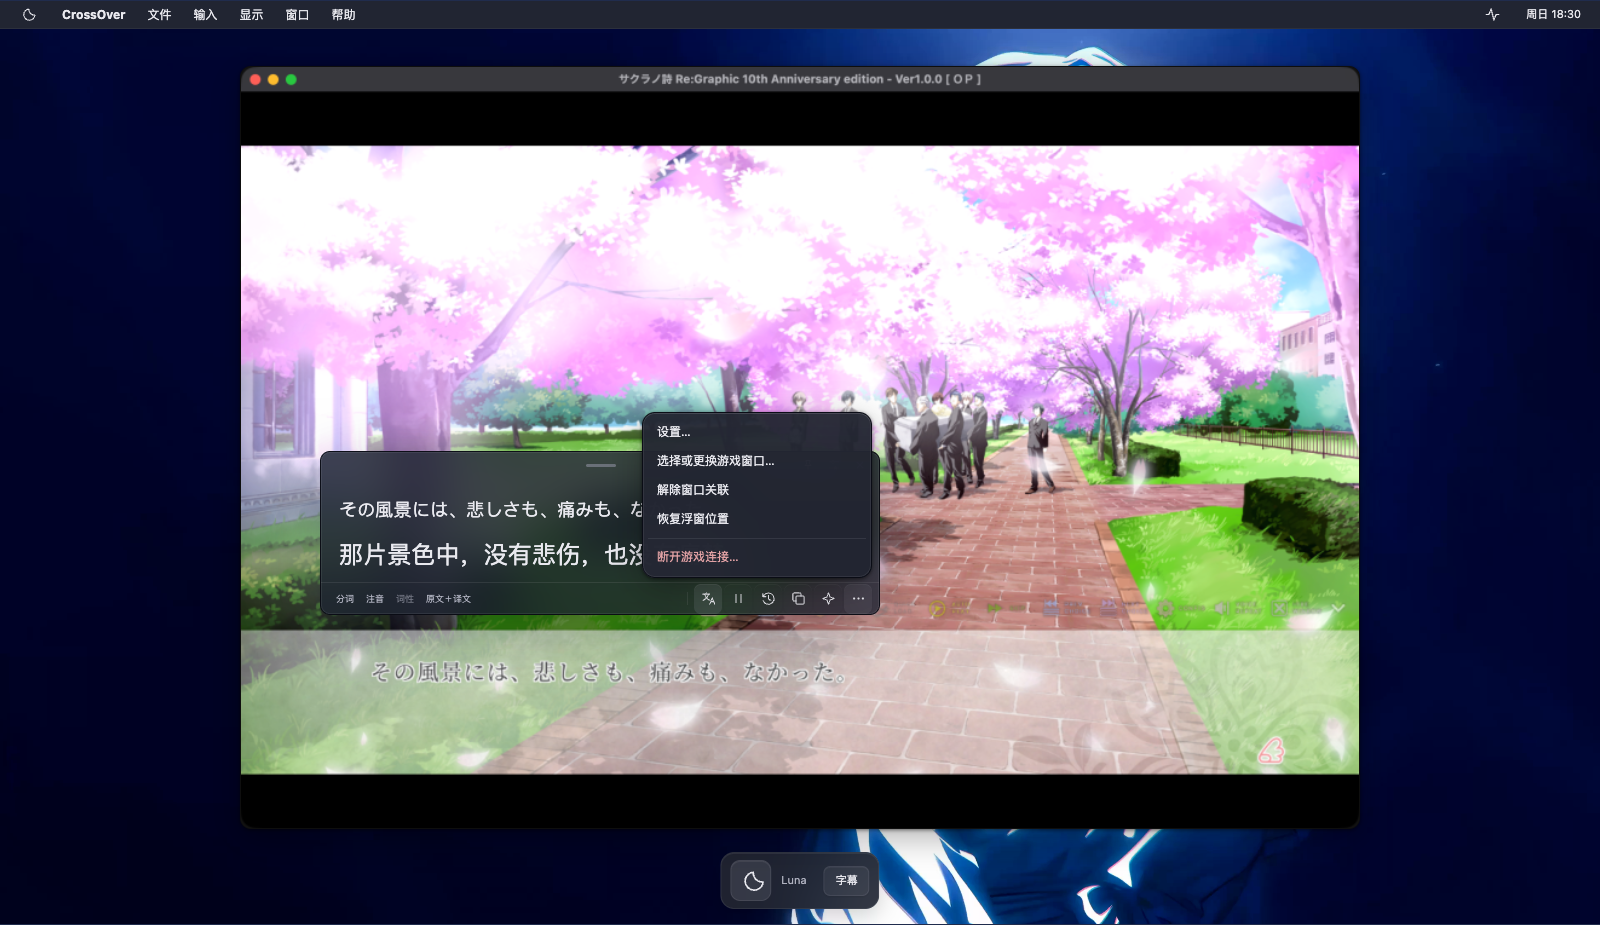 CrossOver 文件 输入 显示 窗口 帮助 周日 18:30
サクラノ詩 Re:Graphic 10th Anniversary edition - Ver1.0.0 [ O P ]
设置...
选择或更换游戏窗口...
解除窗口关联
恢复浮窗位置
断开游戏连接...
その風景には、悲しさも、痛みも、な
那片景色中，没有悲伤，也没
分词 注音 词性 原文+译文
その風景には、悲しさも、痛みも、なかった。
Luna 字幕